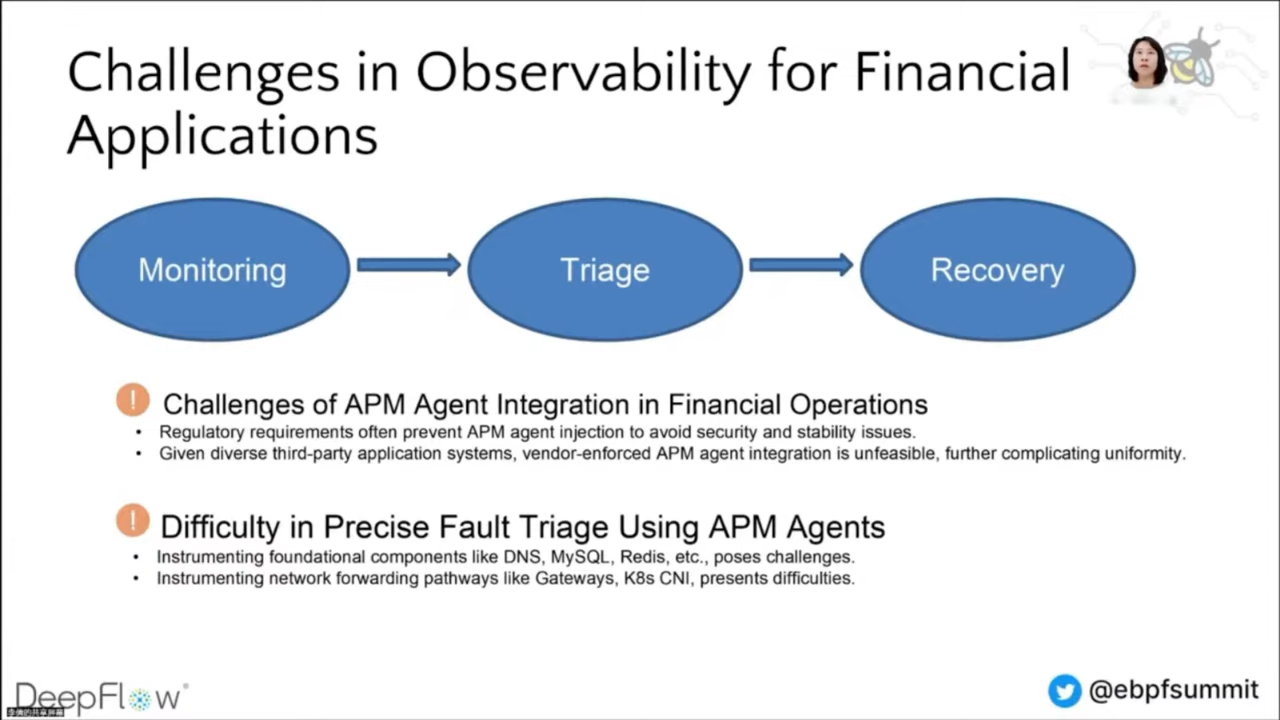 Challenges in Observability for Financial
Applications
Monitoring
Triage
Recovery
! Challenges of APM Agent Integration in Financial Operations
• Regulatory requirements often prevent APM agent injection to avoid security and stability issues.
• Given diverse third-party application systems, vendor-enforced APM agent integration is unfeasible, further complicating uniformity.
! Difficulty in Precise Fault Triage Using APM Agents
• Instrumenting foundational components like DNS, MySQL, Redis, etc., poses challenges.
• Instrumenting network forwarding pathways like Gateways, K8s CNI, presents difficulties.
DeepFlow®
@ebpfsummit